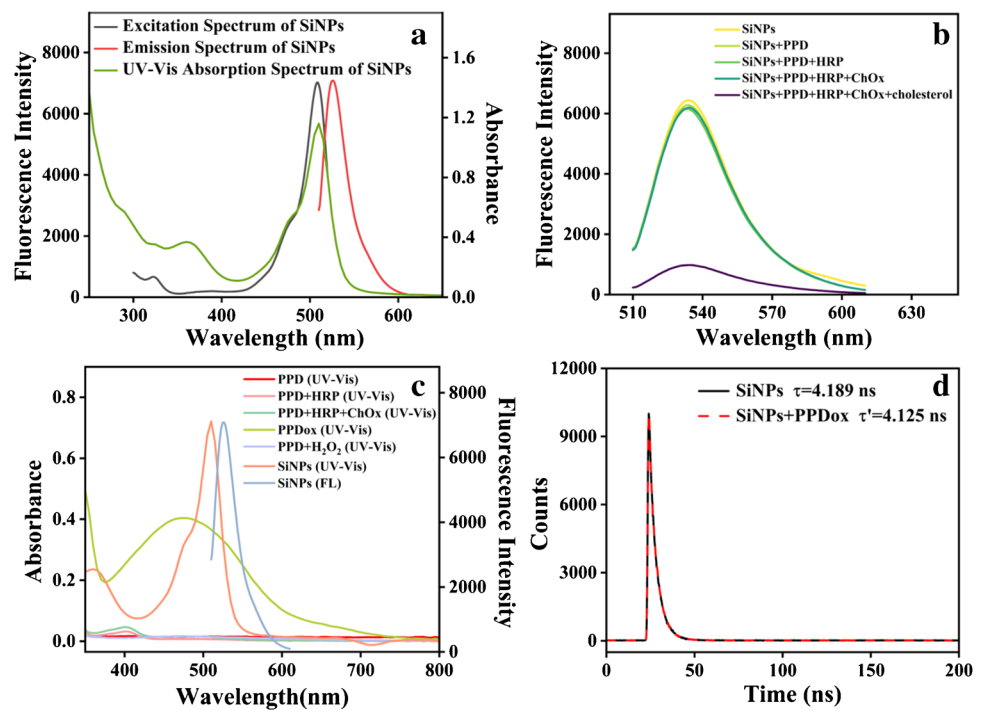 a
Excitation Spectrum of SiNPs
Emission Spectrum of SiNPs
UV-Vis Absorption Spectrum of SiNPs
Fluorescence Intensity
8000
6000
4000
2000
0
1.6
1.2
0.8
0.4
0.0
Absorbance
300
400
500
600
Wavelength (nm)
b
SiNPs
SiNPs+PPD
SiNPs+PPD+HRP
SiNPs+PPD+HRP+ChOx
SiNPs+PPD+HRP+ChOx+cholesterol
Fluorescence Intensity
8000
6000
4000
2000
0
510
540
570
600
630
Wavelength (nm)
c
PPD (UV-Vis)
PPD+HRP (UV-Vis)
PPD+HRP+ChOx (UV-Vis)
PPDox (UV-Vis)
PPD+H₂O₂ (UV-Vis)
SiNPs (UV-Vis)
SiNPs (FL)
Absorbance
0.8
0.6
0.4
0.2
0.0
8000
6000
4000
2000
0
Fluorescence Intensity
400
500
600
700
800
Wavelength(nm)
d
SiNPs τ=4.189 ns
SiNPs+PPDox τ'=4.125 ns
Counts
12000
9000
6000
3000
0
0
50
100
150
200
Time (ns)